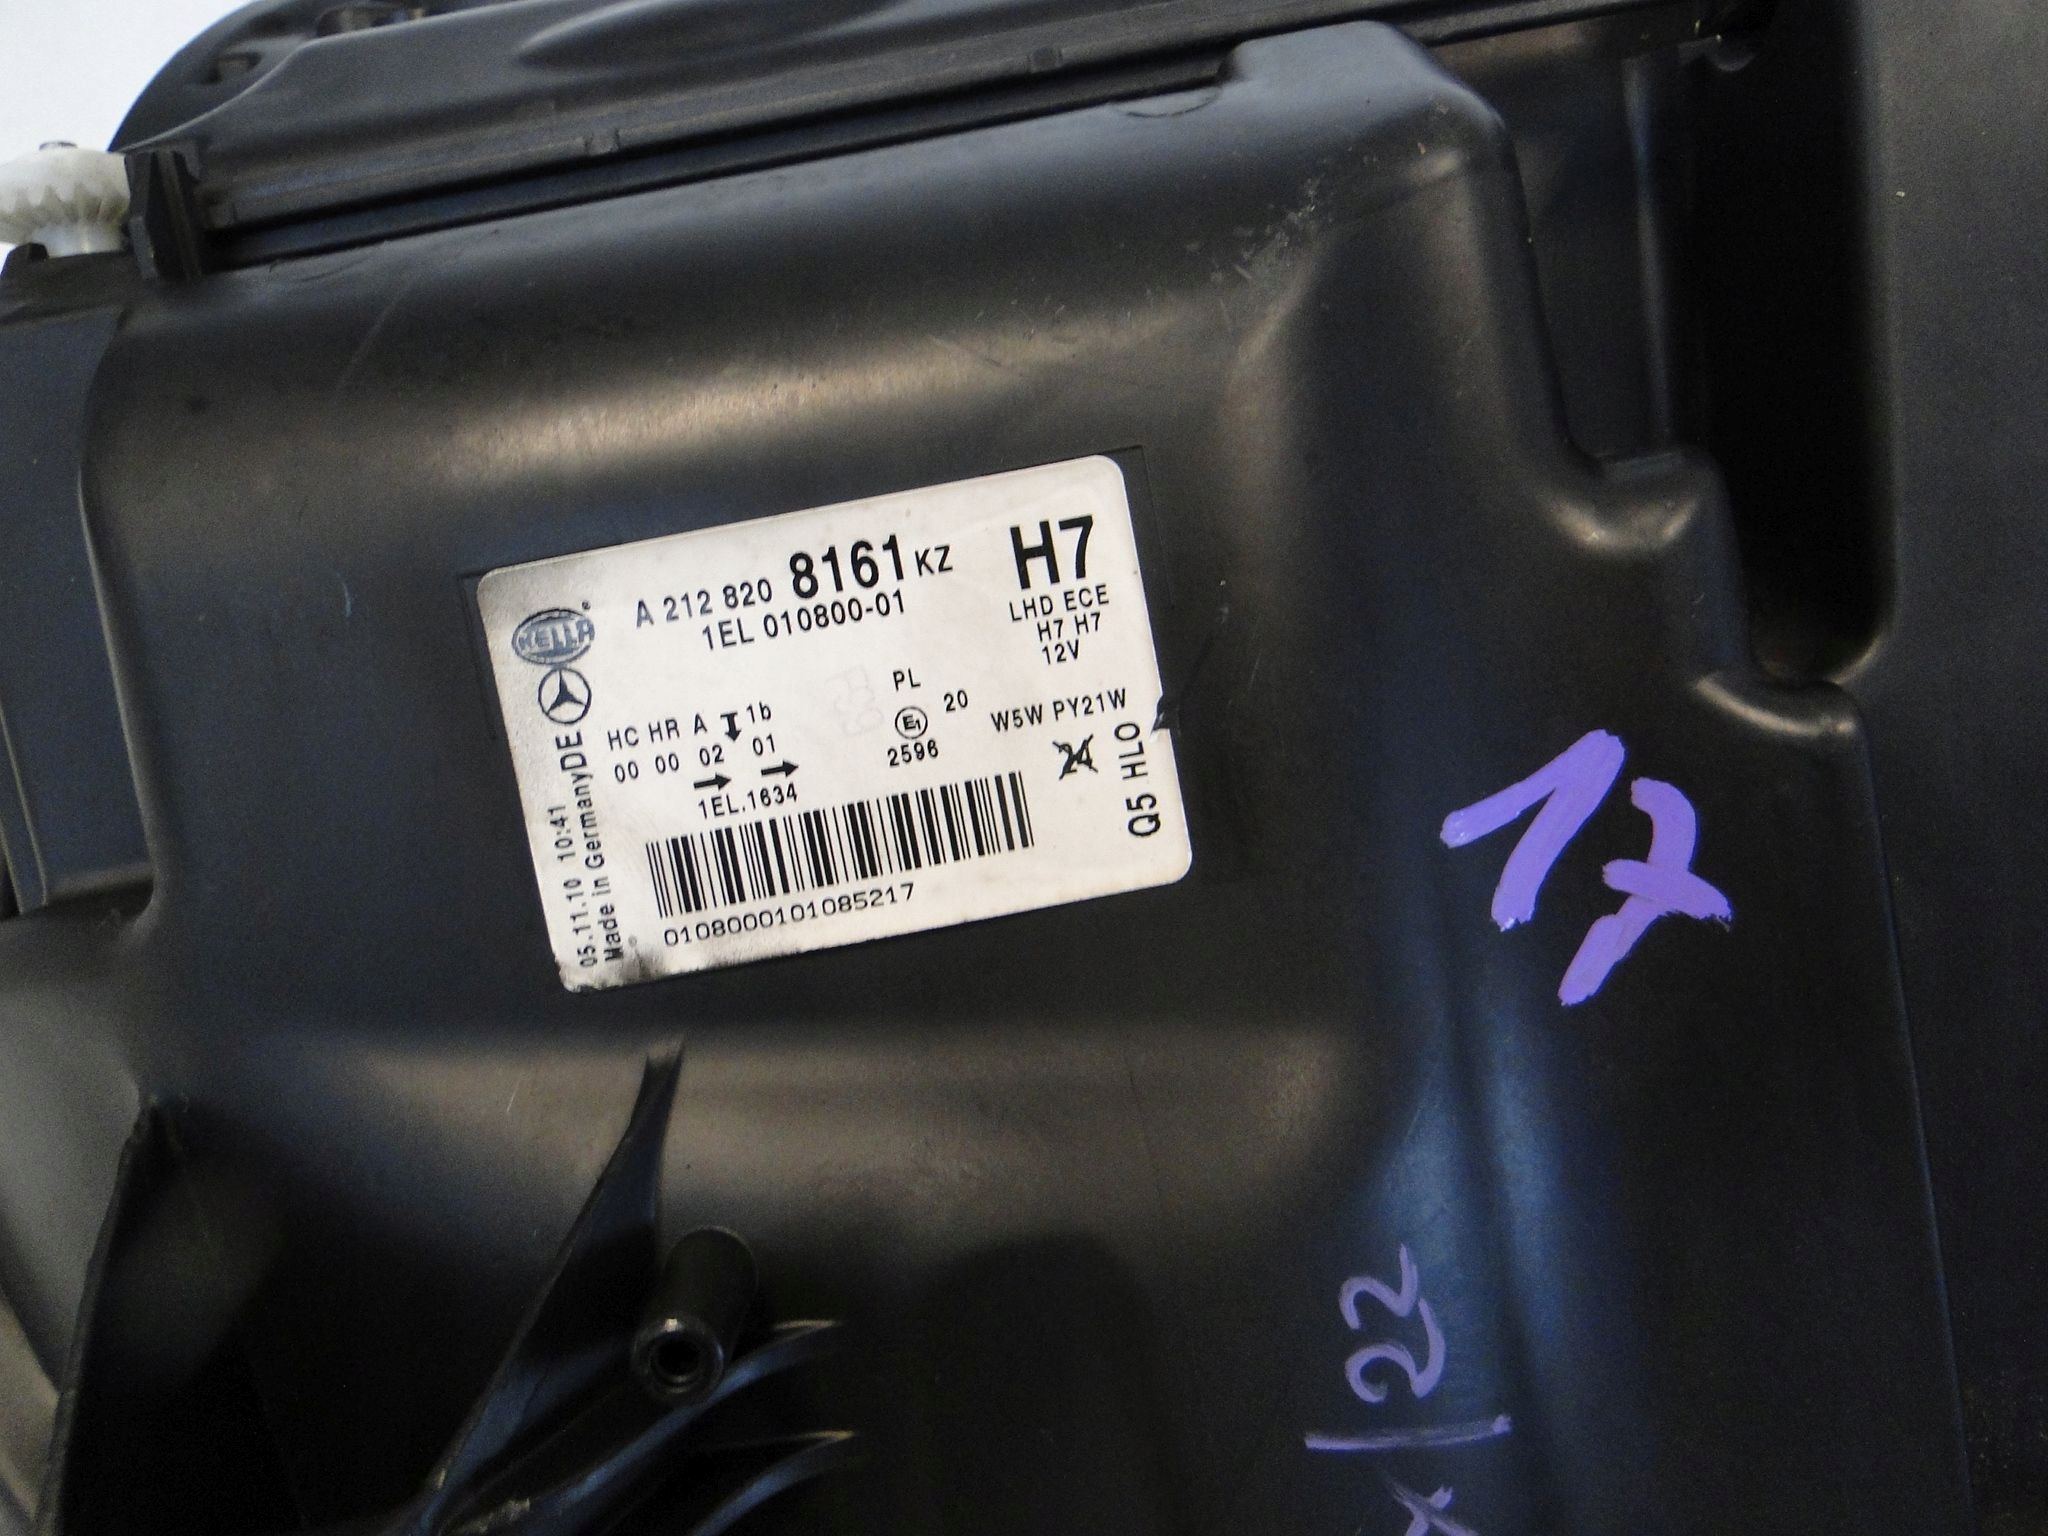 A 212 820 8161 KZ
1EL 010800-01
H7
LHD ECE
H7 H7
12V
HELLA
DE
HC HR A 1b
00 00 02 01
1EL.1634
PL
E1 20
2596
W5W PY21W
24
Q5 HLO
05.11.10 10:41
Made in Germany
0108000101085217
17
22